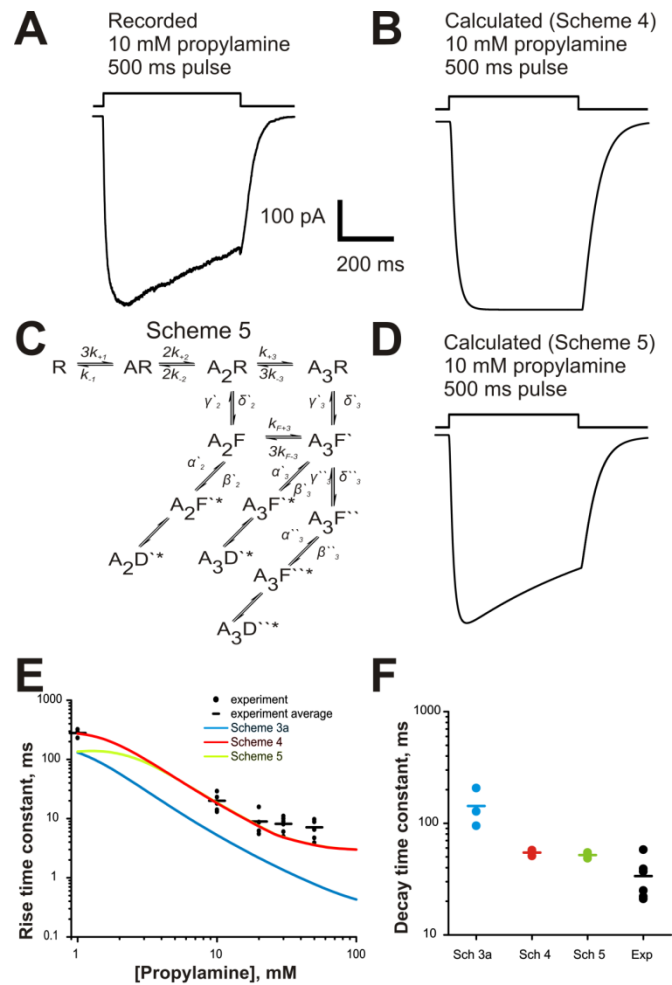 A
Recorded
10 mM propylamine
500 ms pulse
B
Calculated (Scheme 4)
10 mM propylamine
500 ms pulse
100 pA
200 ms
C
Scheme 5
3k+1 2k+2 k+3
R AR A2R A3R
k-1 2k-2 3k-3
γ`2 δ`2 γ`3 δ`3
kF+3
A2F A3F`
3kF-3
α`2 β`2 α`3 β`3 γ``3 δ``3
A2F`* A3F`* A3F``
α``3 β``3
A2D`* A3D`* A3F``*
A3D``*
D
Calculated (Scheme 5)
10 mM propylamine
500 ms pulse
E
Rise time constant, ms
1000
100
10
1
0.1
experiment
experiment average
Scheme 3a
Scheme 4
Scheme 5
1 10 100
[Propylamine], mM
F
Decay time constant, ms
1000
100
10
Sch 3a Sch 4 Sch 5 Exp